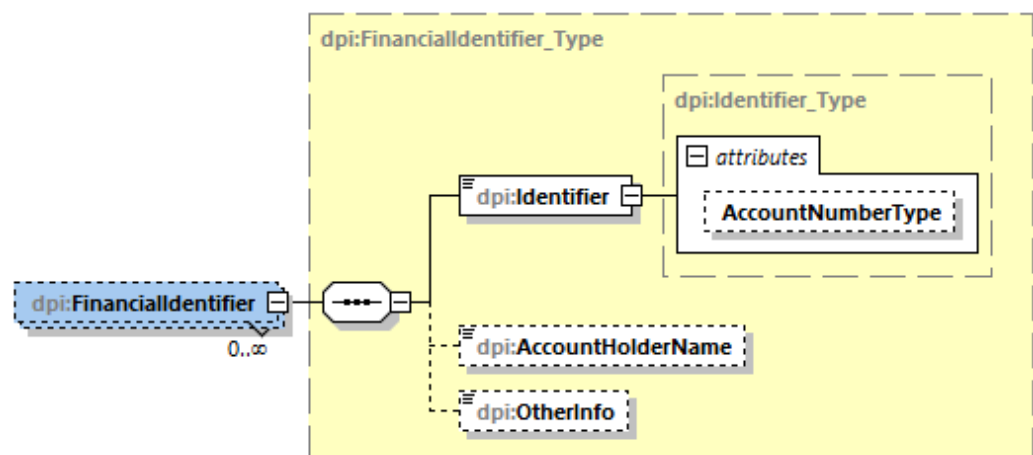 dpi:FinancialIdentifier_Type
dpi:Identifier_Type
attributes
dpi:Identifier
AccountNumberType
dpi:FinancialIdentifier
0..∞
dpi:AccountHolderName
dpi:OtherInfo